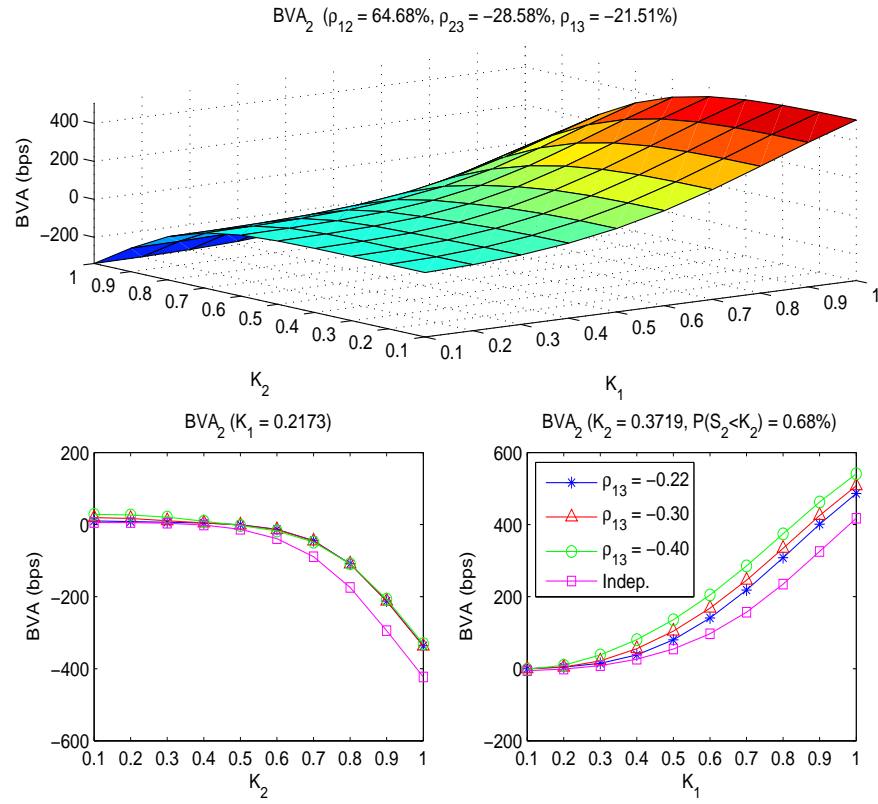 BVA2 (ρ12 = 64.68%, ρ23 = −28.58%, ρ13 = −21.51%)
400
200
0
−200
BVA (bps)
1
0.9
0.8
0.7
0.6
0.5
0.4
0.3
0.2
0.1
K2
0.1
0.2
0.3
0.4
0.5
0.6
0.7
0.8
0.9
1
K1
BVA2 (K1 = 0.2173)
200
0
−200
−400
−600
BVA (bps)
0.1 0.2 0.3 0.4 0.5 0.6 0.7 0.8 0.9 1
K2
BVA2 (K2 = 0.3719, P(S2<K2) = 0.68%)
600
400
200
0
−200
BVA (bps)
ρ13 = −0.22
ρ13 = −0.30
ρ13 = −0.40
Indep.
0.1 0.2 0.3 0.4 0.5 0.6 0.7 0.8 0.9 1
K1